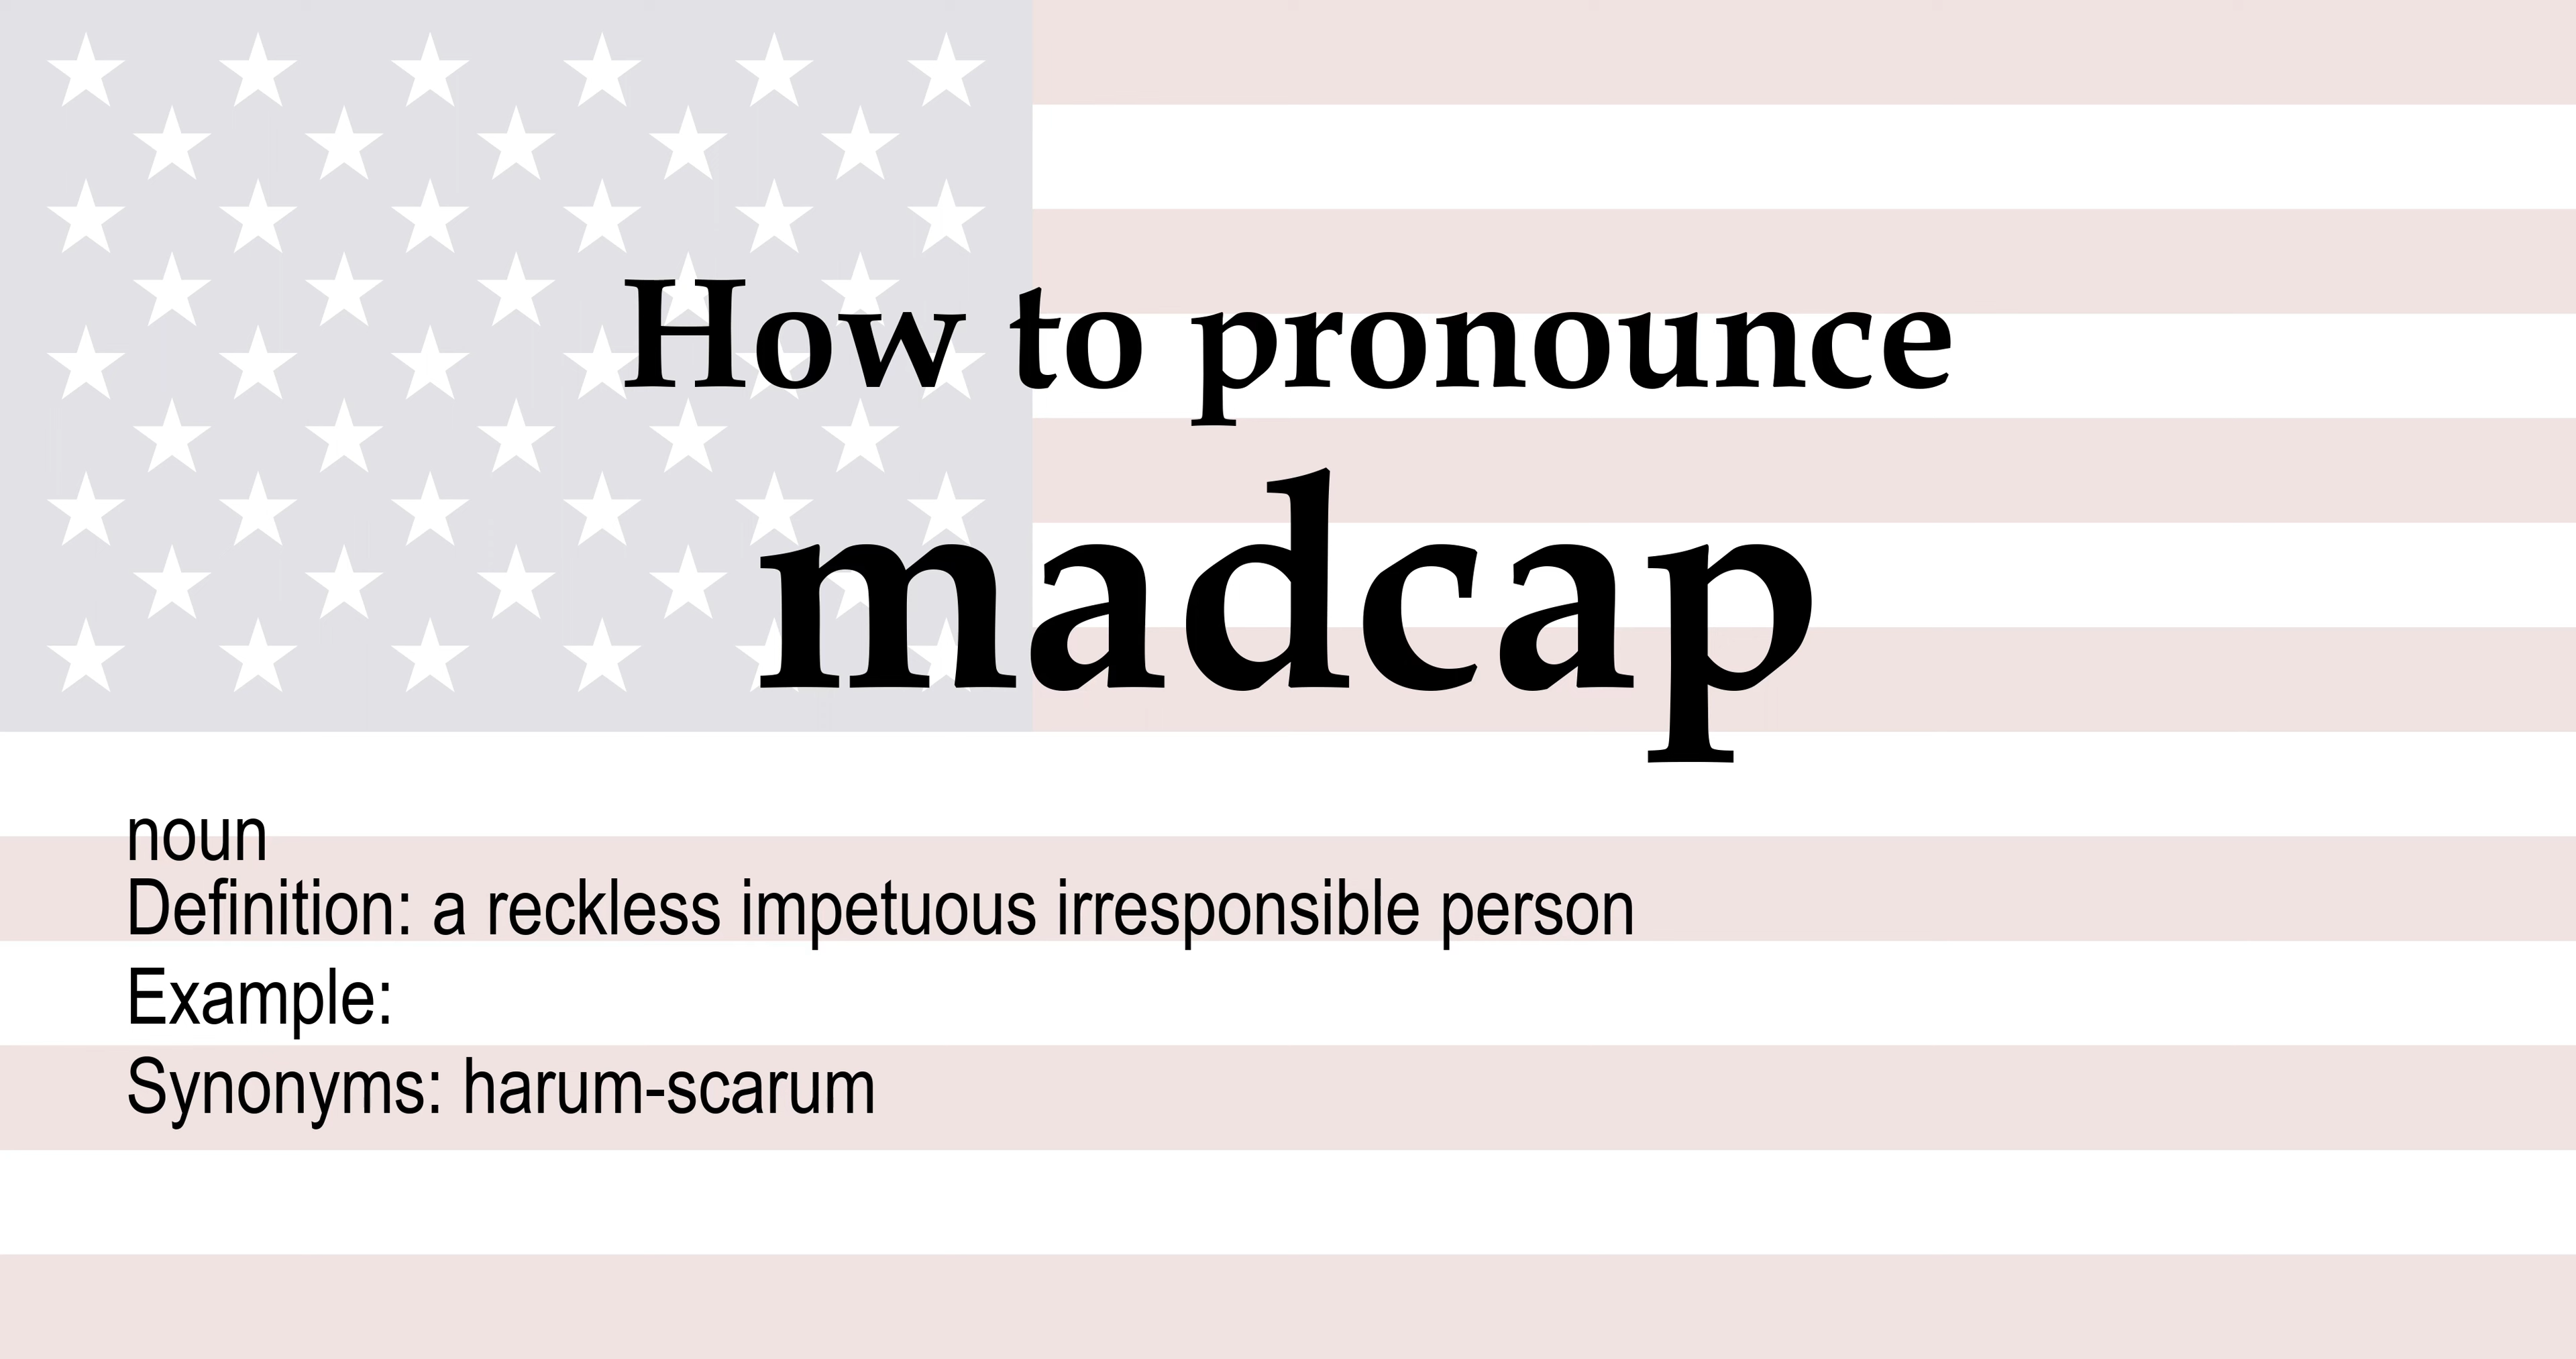 How to pronounce
madcap
noun
Definition: a reckless impetuous irresponsible person
Example:
Synonyms: harum-scarum